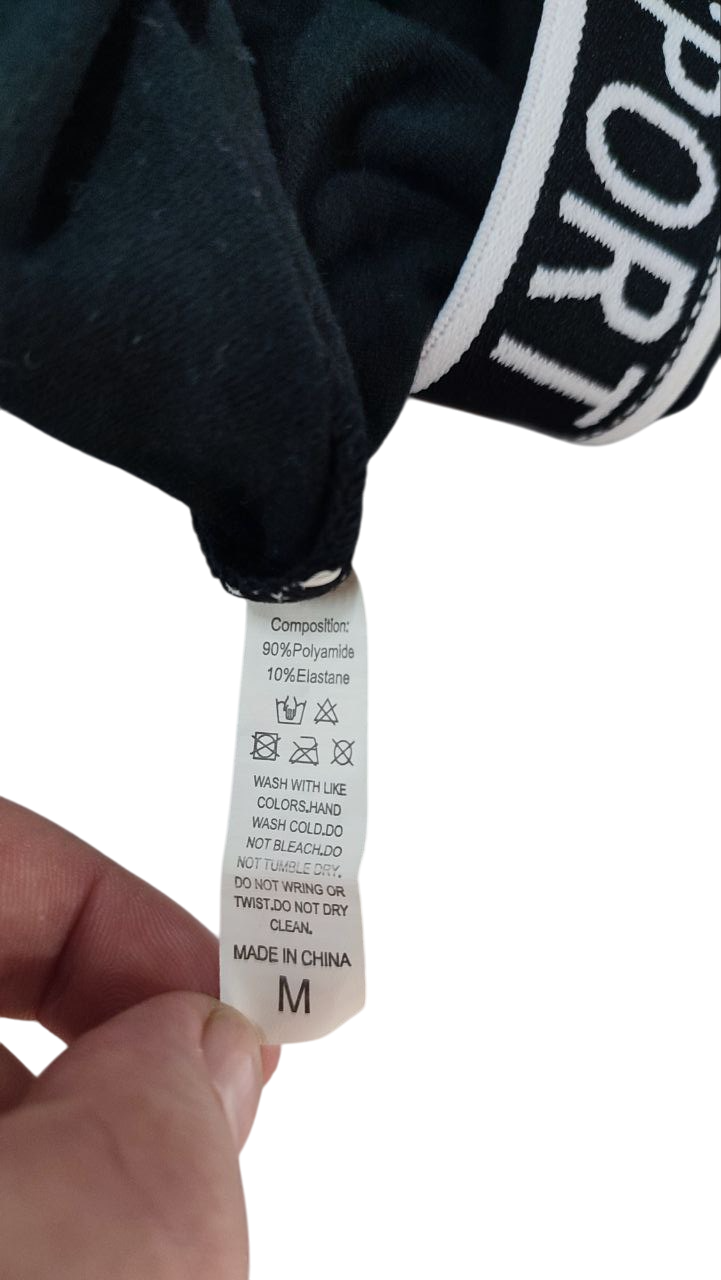 PORT
Composition:
90%Polyamide
10%Elastane
WASH WITH LIKE
COLORS.HAND
WASH COLD.DO
NOT BLEACH.DO
NOT TUMBLE DRY.
DO NOT WRING OR
TWIST.DO NOT DRY
CLEAN.
MADE IN CHINA
M